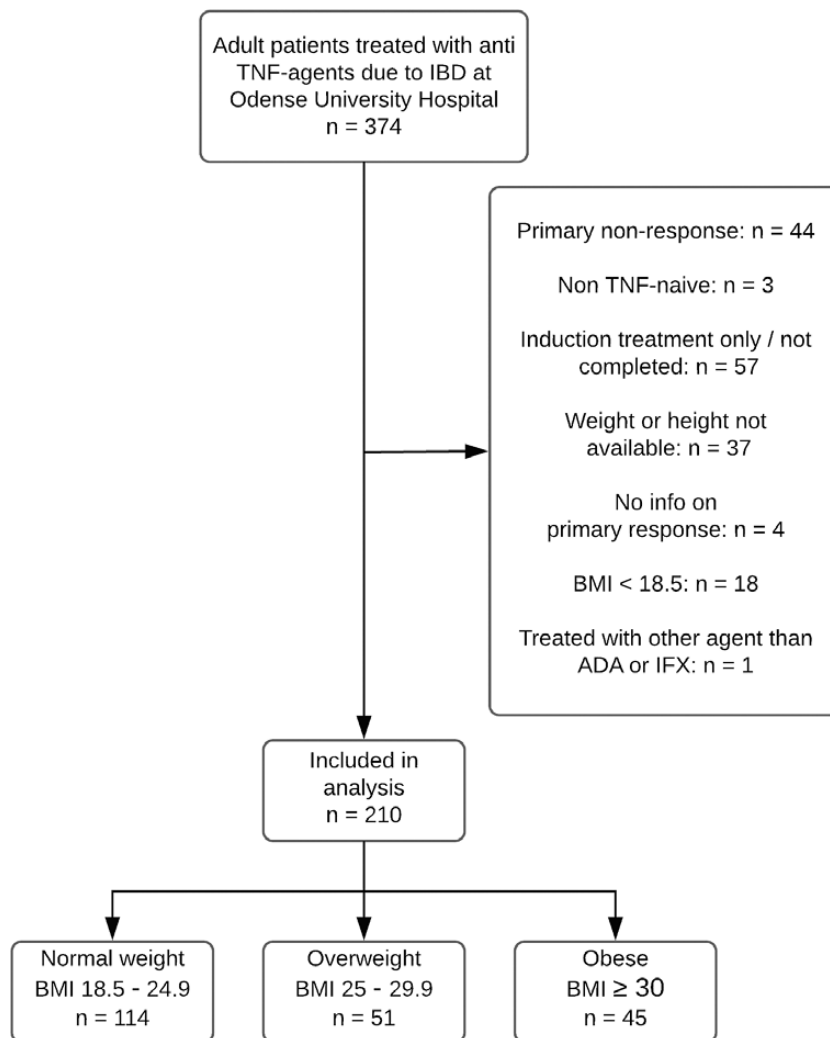 Adult patients treated with anti
TNF-agents due to IBD at
Odense University Hospital
n = 374
Primary non-response: n = 44
Non TNF-naive: n = 3
Induction treatment only / not
completed: n = 57
Weight or height not
available: n = 37
No info on
primary response: n = 4
BMI < 18.5: n = 18
Treated with other agent than
ADA or IFX: n = 1
Included in
analysis
n = 210
Normal weight
BMI 18.5 - 24.9
n = 114
Overweight
BMI 25 - 29.9
n = 51
Obese
BMI ≥ 30
n = 45